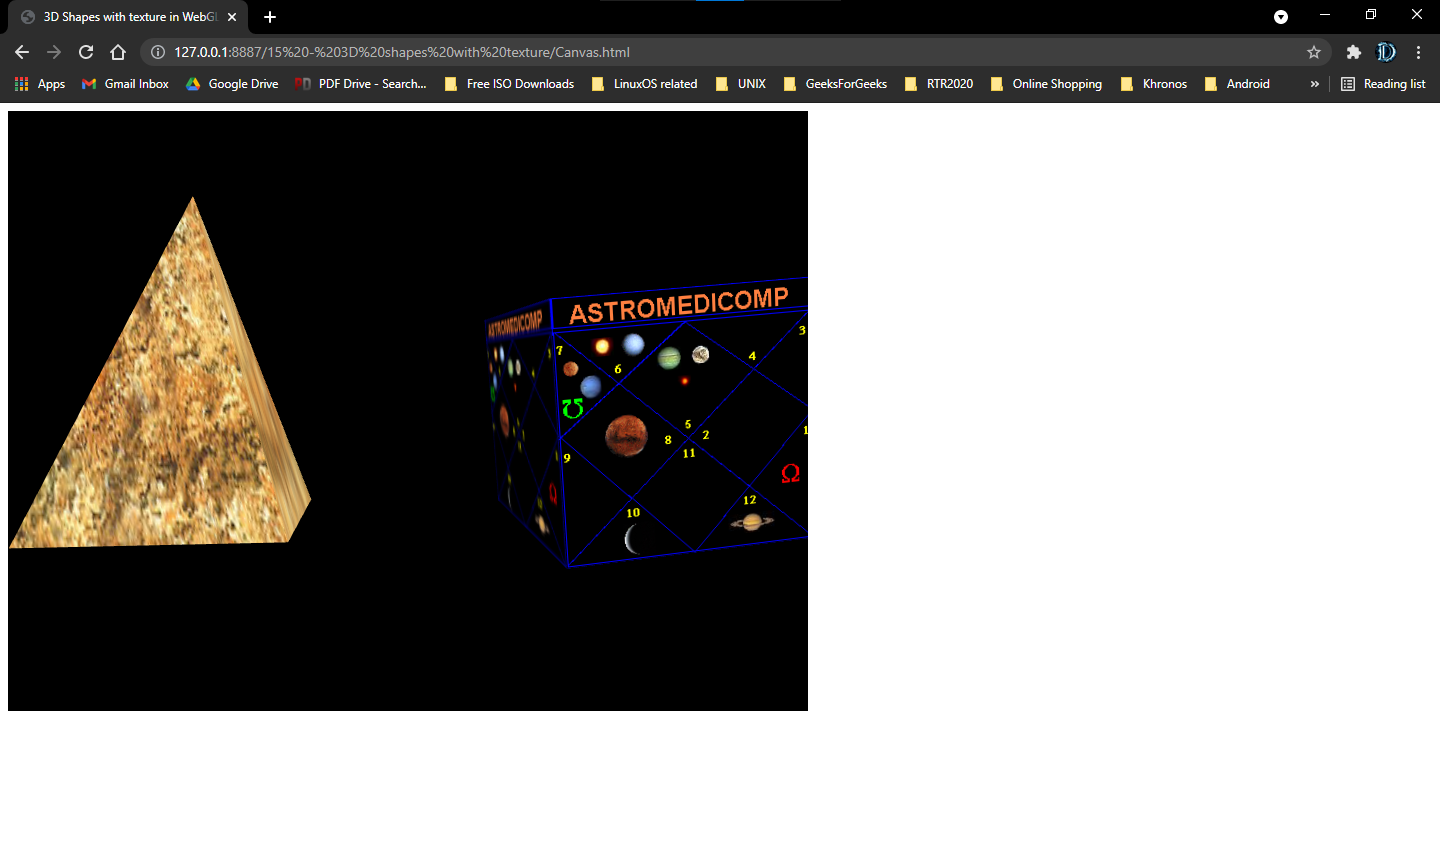 3D Shapes with texture in WebGL
127.0.0.1:8887/15%20-%203D%20shapes%20with%20texture/Canvas.html
Apps Gmail Inbox Google Drive PDF Drive - Search... Free ISO Downloads LinuxOS related UNIX GeeksForGeeks RTR2020 Online Shopping Khronos Android » Reading list
ASTROMEDICOMP ASTROMEDICOMP
7 6 4 3
5
8 2 1
9 11
10 12